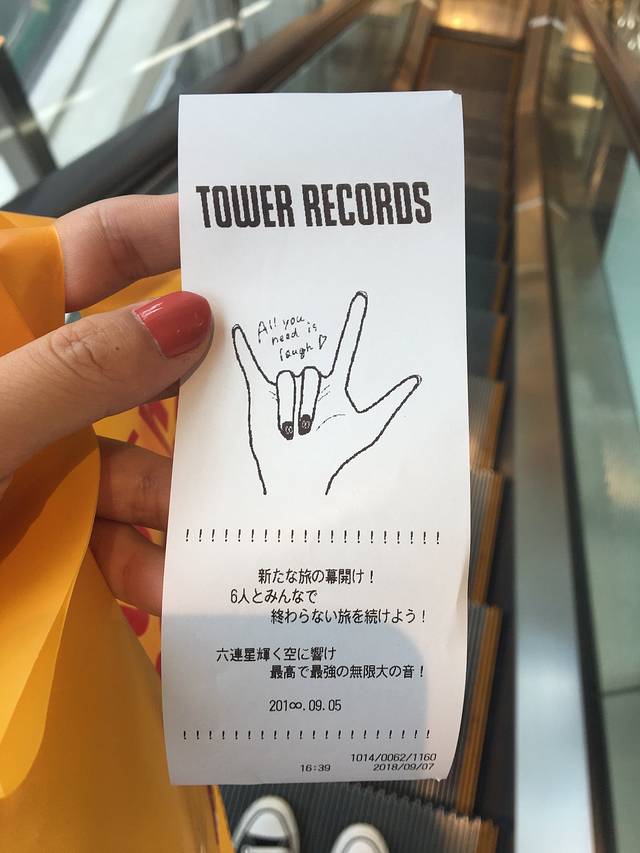 TOWER RECORDS
All you
need is
laugh
! ! ! ! ! ! ! ! ! ! ! ! ! ! ! ! ! ! ! !
新たな旅の幕開け！
6人とみんなで
終わらない旅を続けよう！
六連星輝く空に響け
最高で最強の無限大の音！
201∞.09.05
! ! ! ! ! ! ! ! ! ! ! ! ! ! ! ! ! ! ! !
1014/0062/1160
16:39 2018/09/07